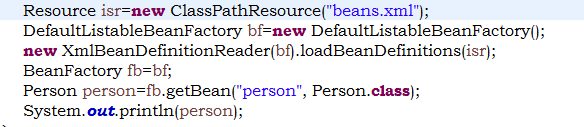 Resource isr=new ClassPathResource("beans.xml");
DefaultListableBeanFactory bf=new DefaultListableBeanFactory();
new XmlBeanDefinitionReader(bf).loadBeanDefinitions(isr);
BeanFactory fb=bf;
Person person=fb.getBean("person", Person.class);
System.out.println(person);